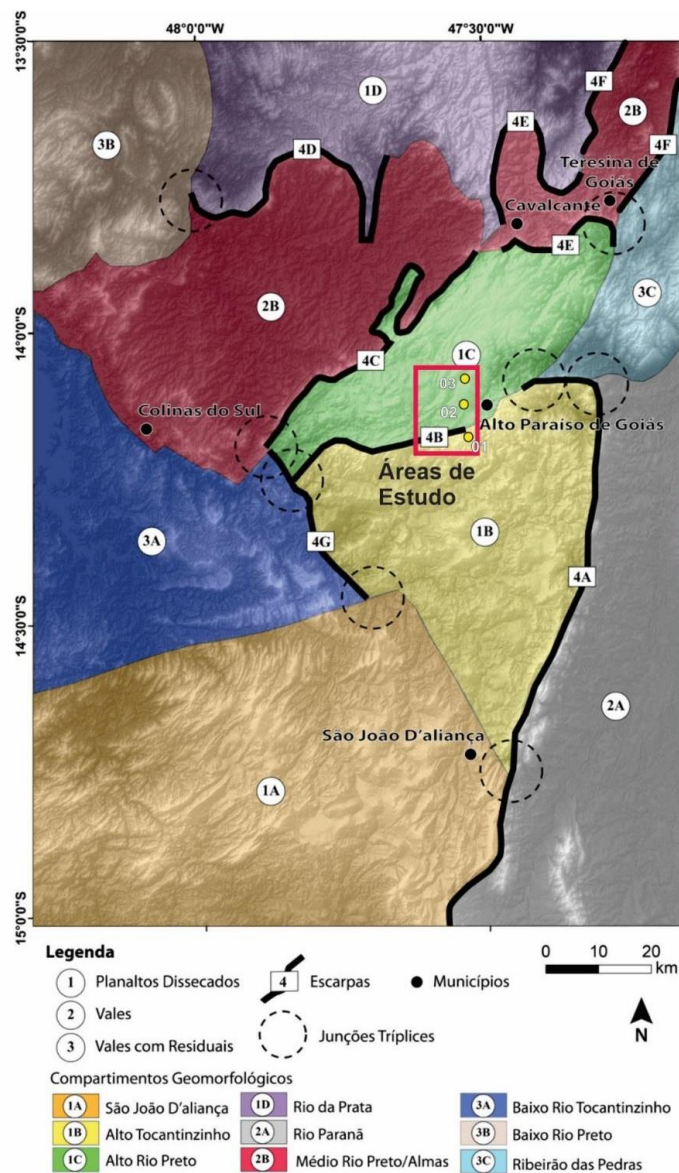 48°0'0"W
47°30'0"W
13°30'0"S
14°0'0"S
14°30'0"S
15°0'0"S
1D
4F
4E
2B
3B
4D
4F
Teresina de
Goiás
Cavalcante
4E
3C
2B
4C
1C
03
02
Colinas do Sul
Alto Paraíso de Goiás
4B
01
Áreas de
Estudo
3A
4G
1B
4A
2A
São João D'aliança
1A
Legenda
1 Planaltos Dissecados
4 Escarpas
Municípios
0 10 20
km
2 Vales
Junções Tríplices
N
3 Vales com Residuais
Compartimentos Geomorfológicos
1A São João D'aliança
1D Rio da Prata
3A Baixo Rio Tocantinzinho
1B Alto Tocantinzinho
2A Rio Paranã
3B Baixo Rio Preto
1C Alto Rio Preto
2B Médio Rio Preto/Almas
3C Ribeirão das Pedras